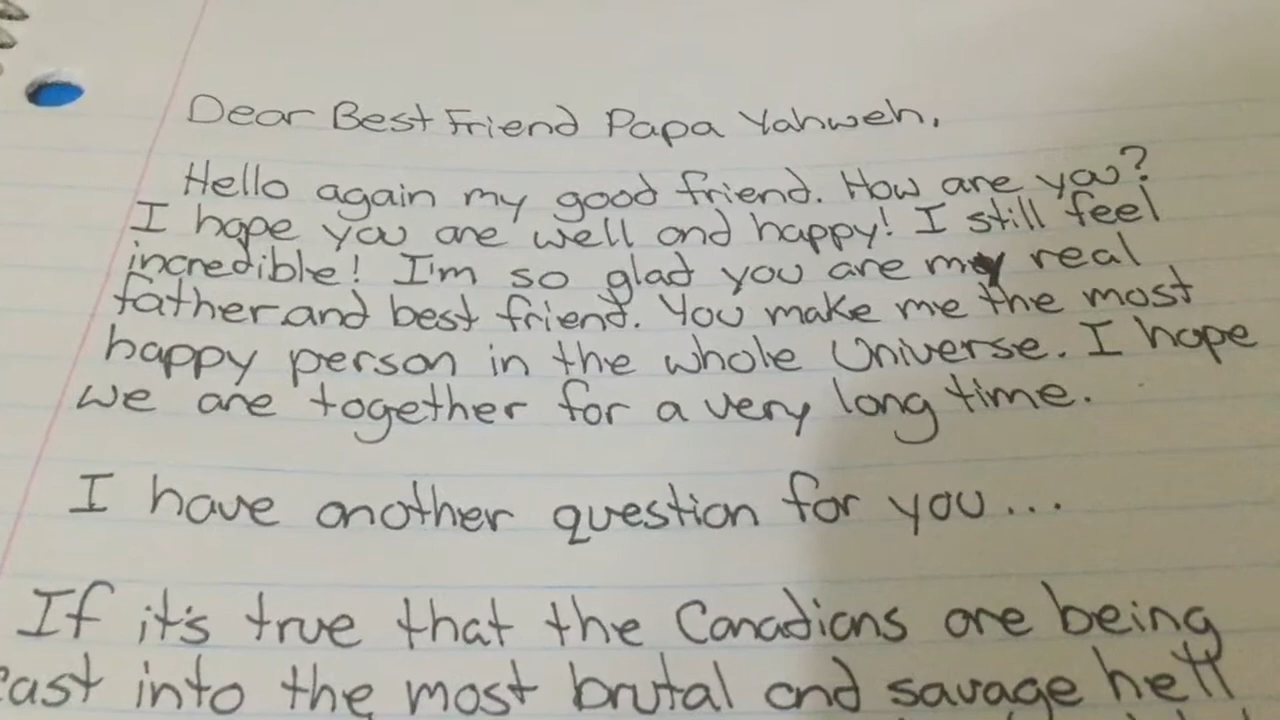 Dear Best Friend Papa Yahweh,
Hello again my good friend. How are you?
I hope you are well and happy! I still feel
incredible! I'm so glad you are my real
father and best friend. You make me the most
happy person in the whole Universe. I hope
we are together for a very long time.
I have another question for you...
If it's true that the Canadians are being
cast into the most brutal and savage hell